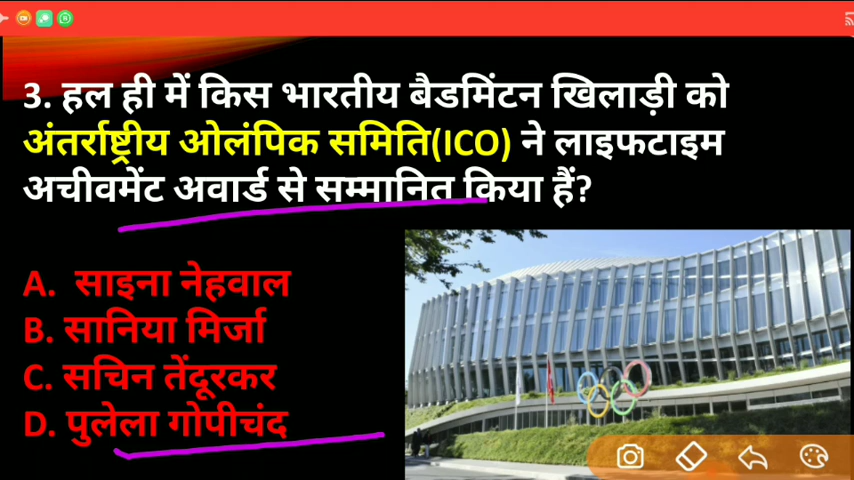 3. हल ही में किस भारतीय बैडमिंटन खिलाड़ी को
अंतर्राष्ट्रीय ओलंपिक समिति(ICO) ने लाइफटाइम
अचीवमेंट अवार्ड से सम्मानित किया हैं?
A. साइना नेहवाल
B. सानिया मिर्जा
C. सचिन तेंदूरकर
D. पुलेला गोपीचंद